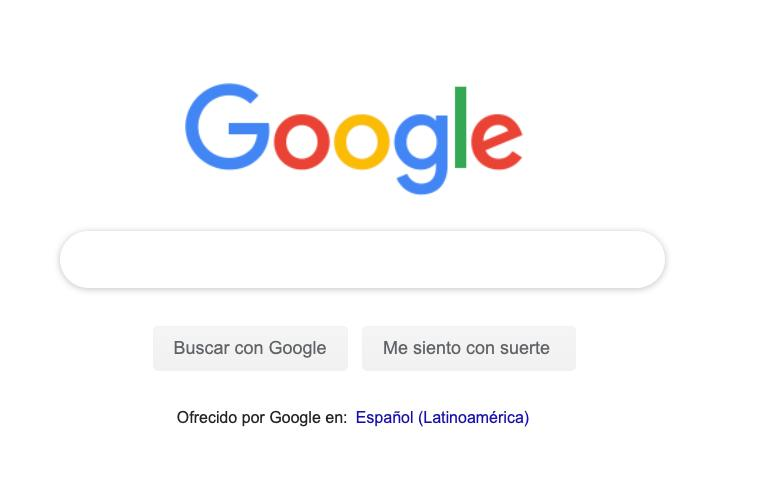 Google
Buscar con Google
Me siento con suerte
Ofrecido por Google en: Español (Latinoamérica)